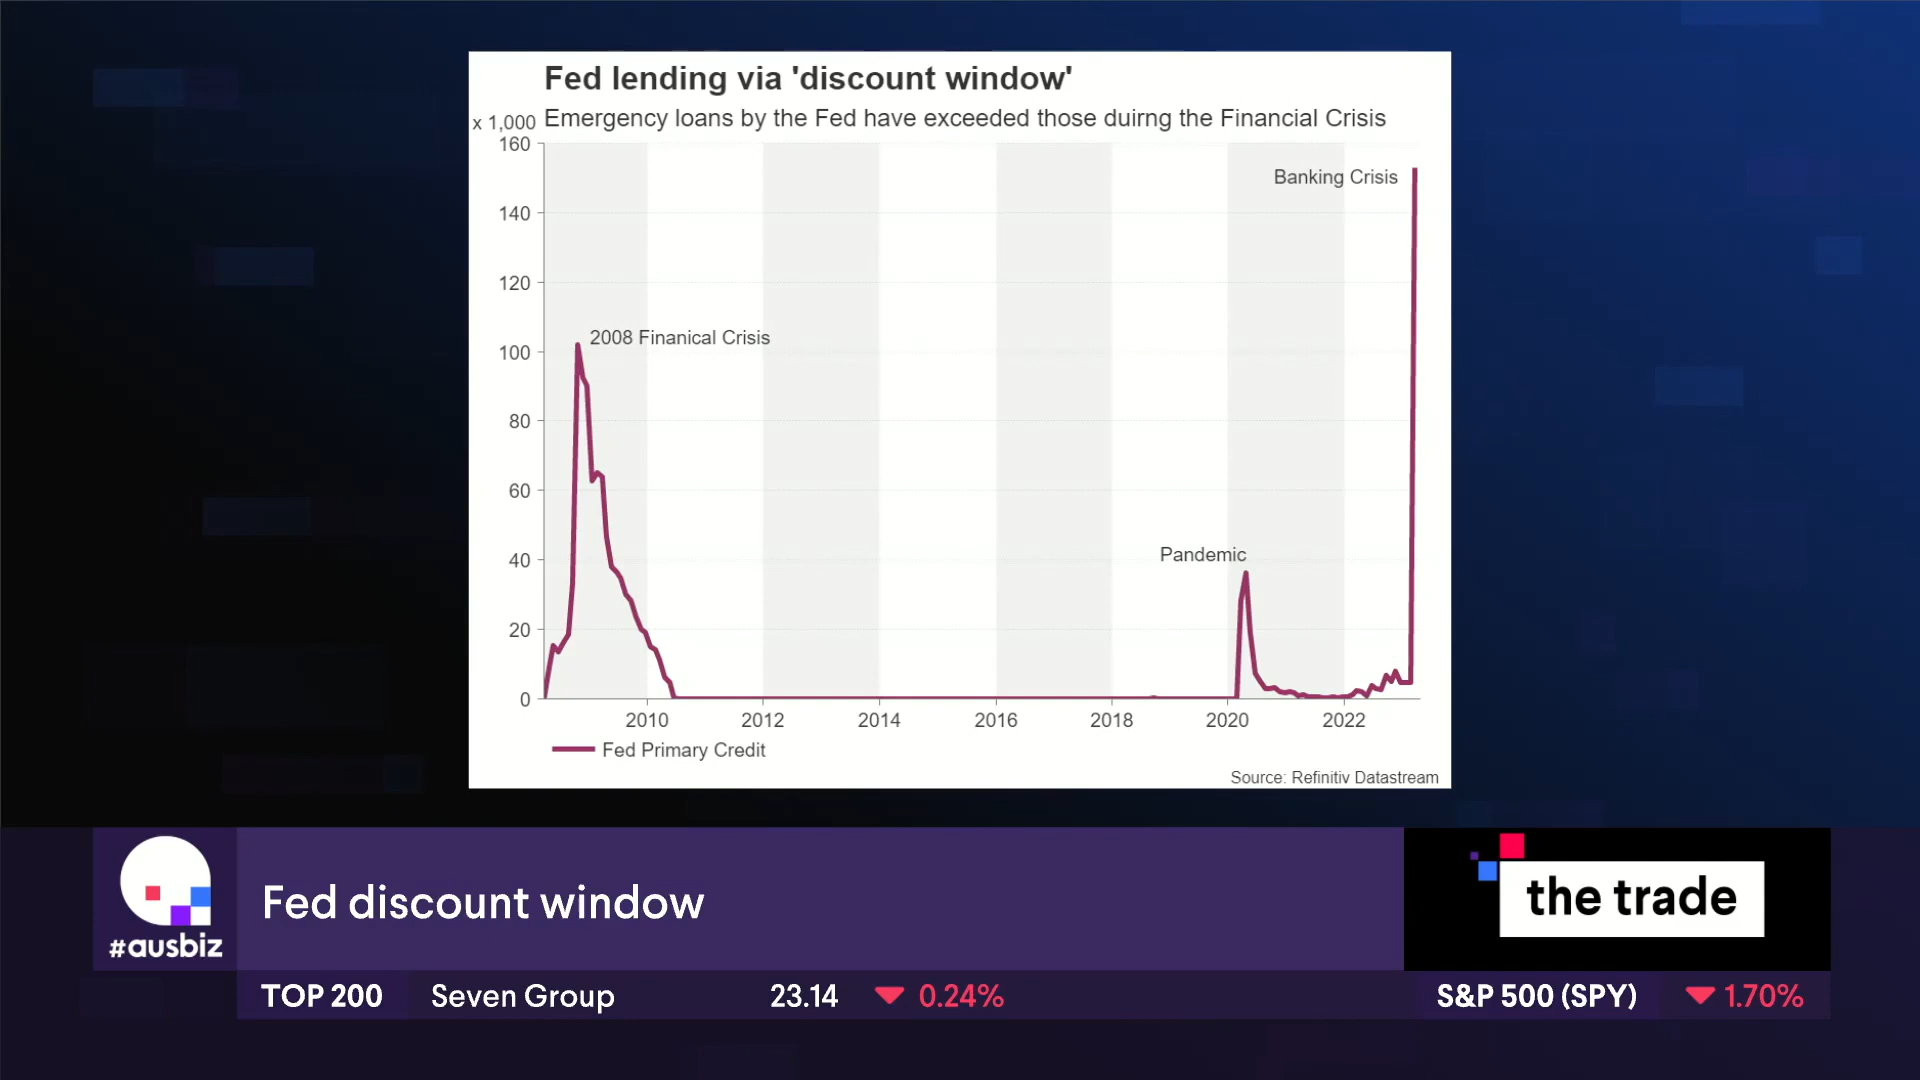 Fed lending via 'discount window'
Emergency loans by the Fed have exceeded those duirng the Financial Crisis
x 1,000
160
140
120
100
80
60
40
20
0
2008 Finanical Crisis
Pandemic
Banking Crisis
2010 2012 2014 2016 2018 2020 2022
Fed Primary Credit
Source: Refinitiv Datastream
#ausbiz
Fed discount window
the trade
TOP 200 Seven Group 23.14 0.24% S&P 500 (SPY) 1.70%